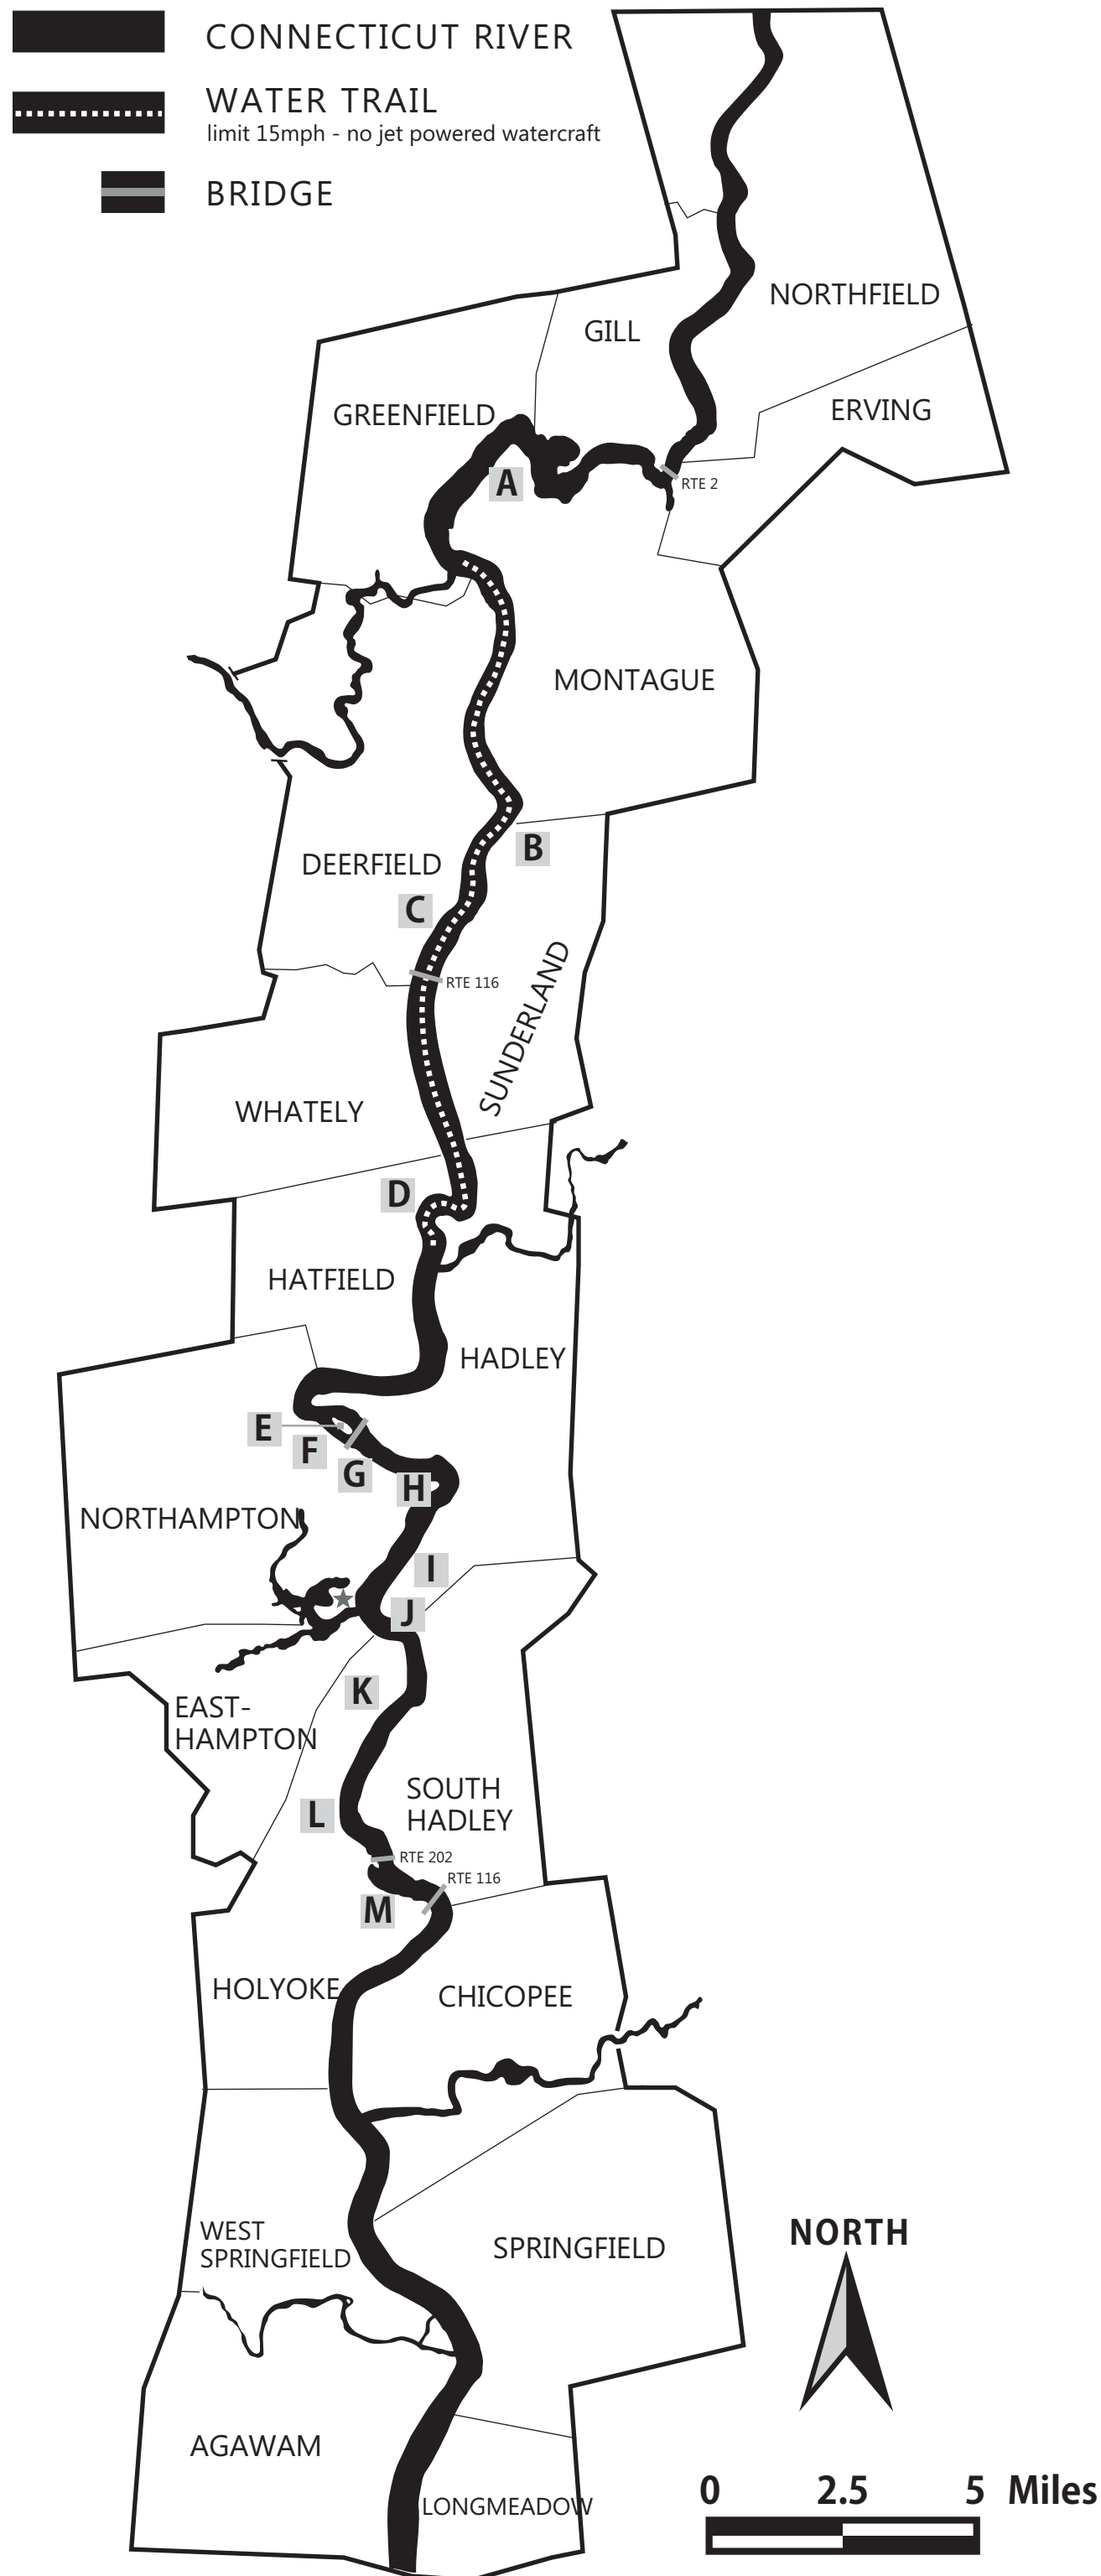 CONNECTICUT RIVER
WATER TRAIL
limit 15mph - no jet powered watercraft
BRIDGE
NORTHFIELD
GILL
ERVING
GREENFIELD
A
RTE 2
MONTAGUE
B
DEERFIELD
C
RTE 116
SUNDERLAND
WHATELY
D
HATFIELD
HADLEY
E
F
G
H
NORTHAMPTON
I
J
K
EAST-
HAMPTON
SOUTH
HADLEY
L
RTE 202
RTE 116
M
HOLYOKE
CHICOPEE
WEST
SPRINGFIELD
SPRINGFIELD
NORTH
AGAWAM
LONGMEADOW
0 2.5 5 Miles